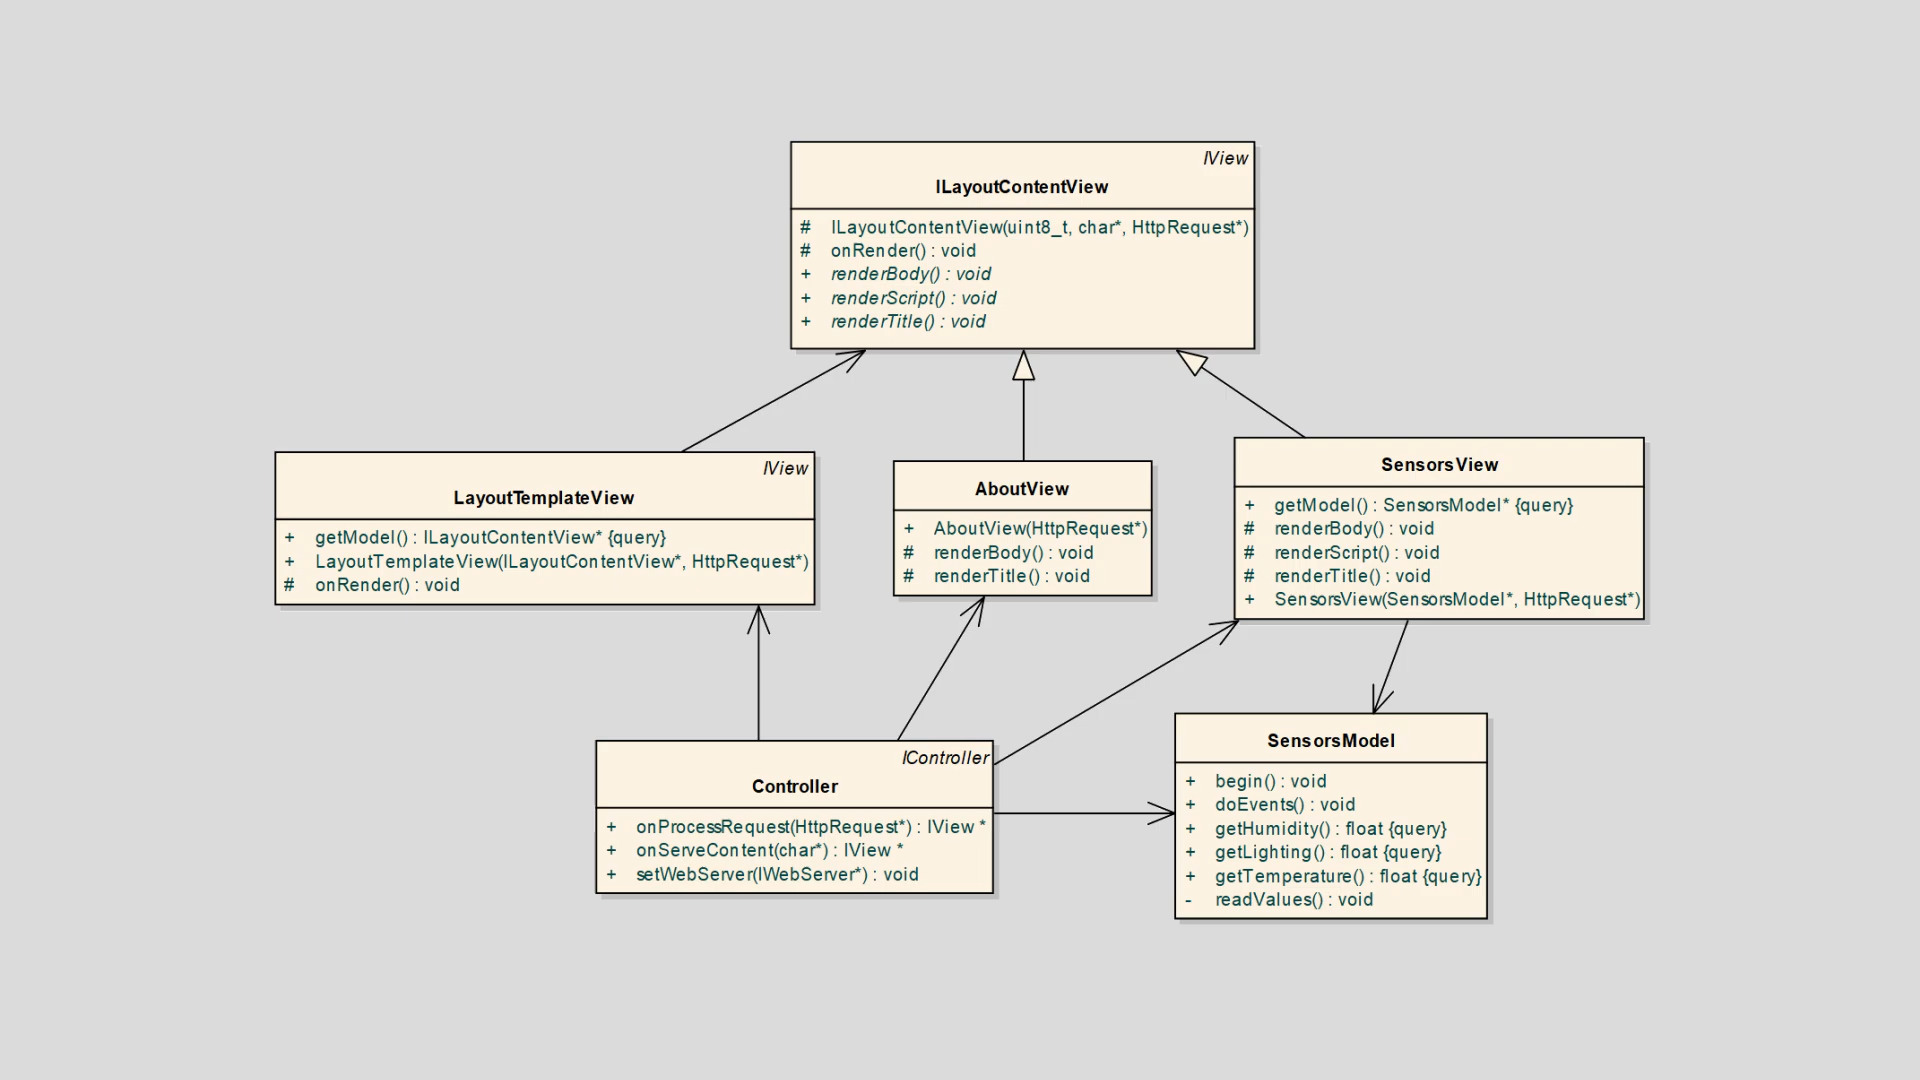 IView
ILayoutContentView
# ILayoutContentView(uint8_t, char*, HttpRequest*)
# onRender() : void
+ renderBody() : void
+ renderScript() : void
+ renderTitle() : void
IView
LayoutTemplateView
+ getModel() : ILayoutContentView* {query}
+ LayoutTemplateView(ILayoutContentView*, HttpRequest*)
# onRender() : void
AboutView
+ AboutView(HttpRequest*)
# renderBody() : void
# renderTitle() : void
SensorsView
+ getModel() : SensorsModel* {query}
# renderBody() : void
# renderScript() : void
# renderTitle() : void
+ SensorsView(SensorsModel*, HttpRequest*)
IController
Controller
+ onProcessRequest(HttpRequest*) : IView *
+ onServeContent(char*) : IView *
+ setWebServer(IWebServer*) : void
SensorsModel
+ begin() : void
+ doEvents() : void
+ getHumidity() : float {query}
+ getLighting() : float {query}
+ getTemperature() : float {query}
- readValues() : void